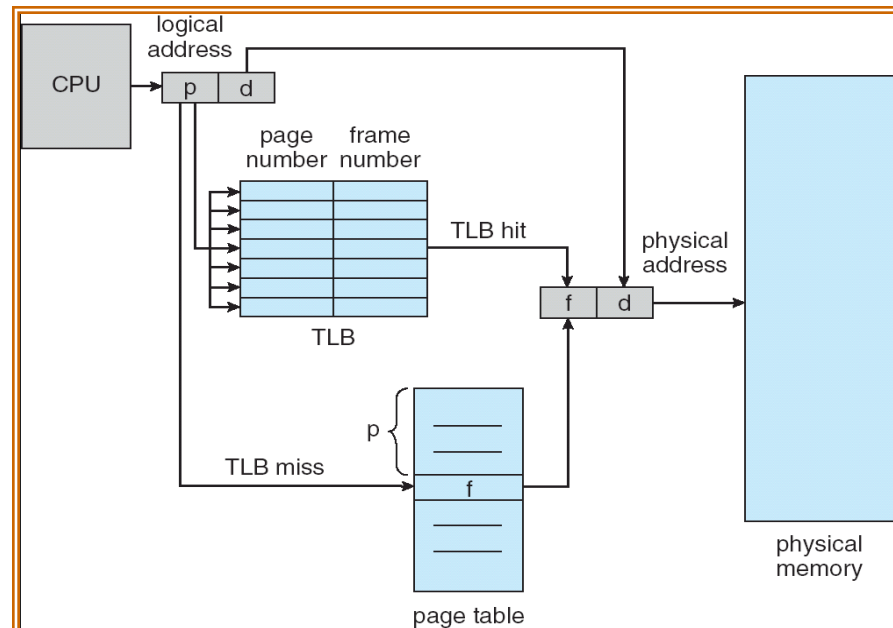 logical
address
CPU
p
d
page
number
frame
number
TLB hit
physical
address
f
d
TLB
p
TLB miss
f
physical
memory
page table